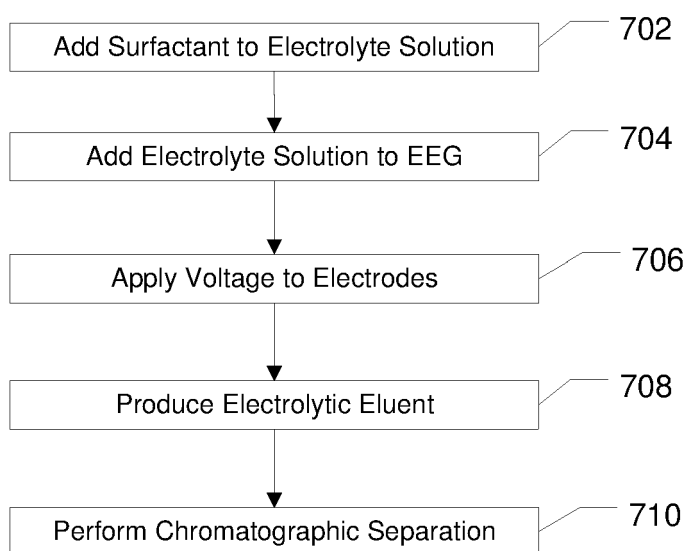 Add Surfactant to Electrolyte Solution
702
Add Electrolyte Solution to EEG
704
Apply Voltage to Electrodes
706
Produce Electrolytic Eluent
708
Perform Chromatographic Separation
710